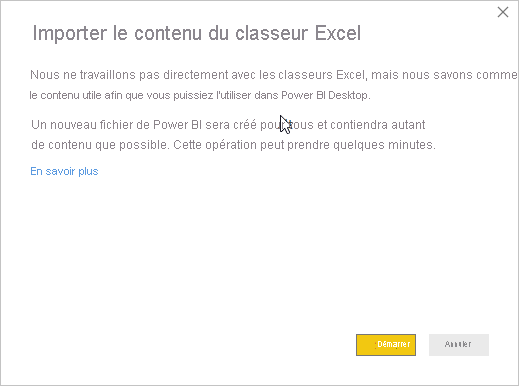 Importer le contenu du classeur Excel
Nous ne travaillons pas directement avec les classeurs Excel, mais nous savons comme
le contenu utile afin que vous puissiez l'utiliser dans Power BI Desktop.
Un nouveau fichier de Power BI sera créé pour vous et contiendra autant
de contenu que possible. Cette opération peut prendre quelques minutes.
En savoir plus
Démarrer Annuler